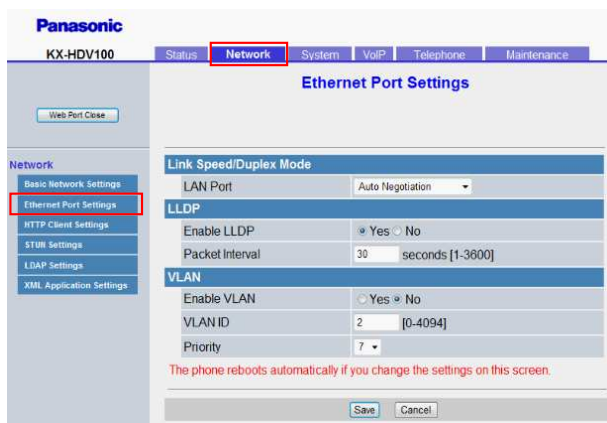 Panasonic
KX-HDV100
Status Network System VoIP Telephone Maintenance
Ethernet Port Settings
Web Port Close
Network
Basic Network Settings
Ethernet Port Settings
HTTP Client Settings
STUN Settings
LDAP Settings
XML Application Settings
Link Speed/Duplex Mode
LAN Port Auto Negotiation
LLDP
Enable LLDP Yes No
Packet Interval 30 seconds [1-3600]
VLAN
Enable VLAN Yes No
VLAN ID 2 [0-4094]
Priority 7
The phone reboots automatically if you change the settings on this screen.
Save Cancel